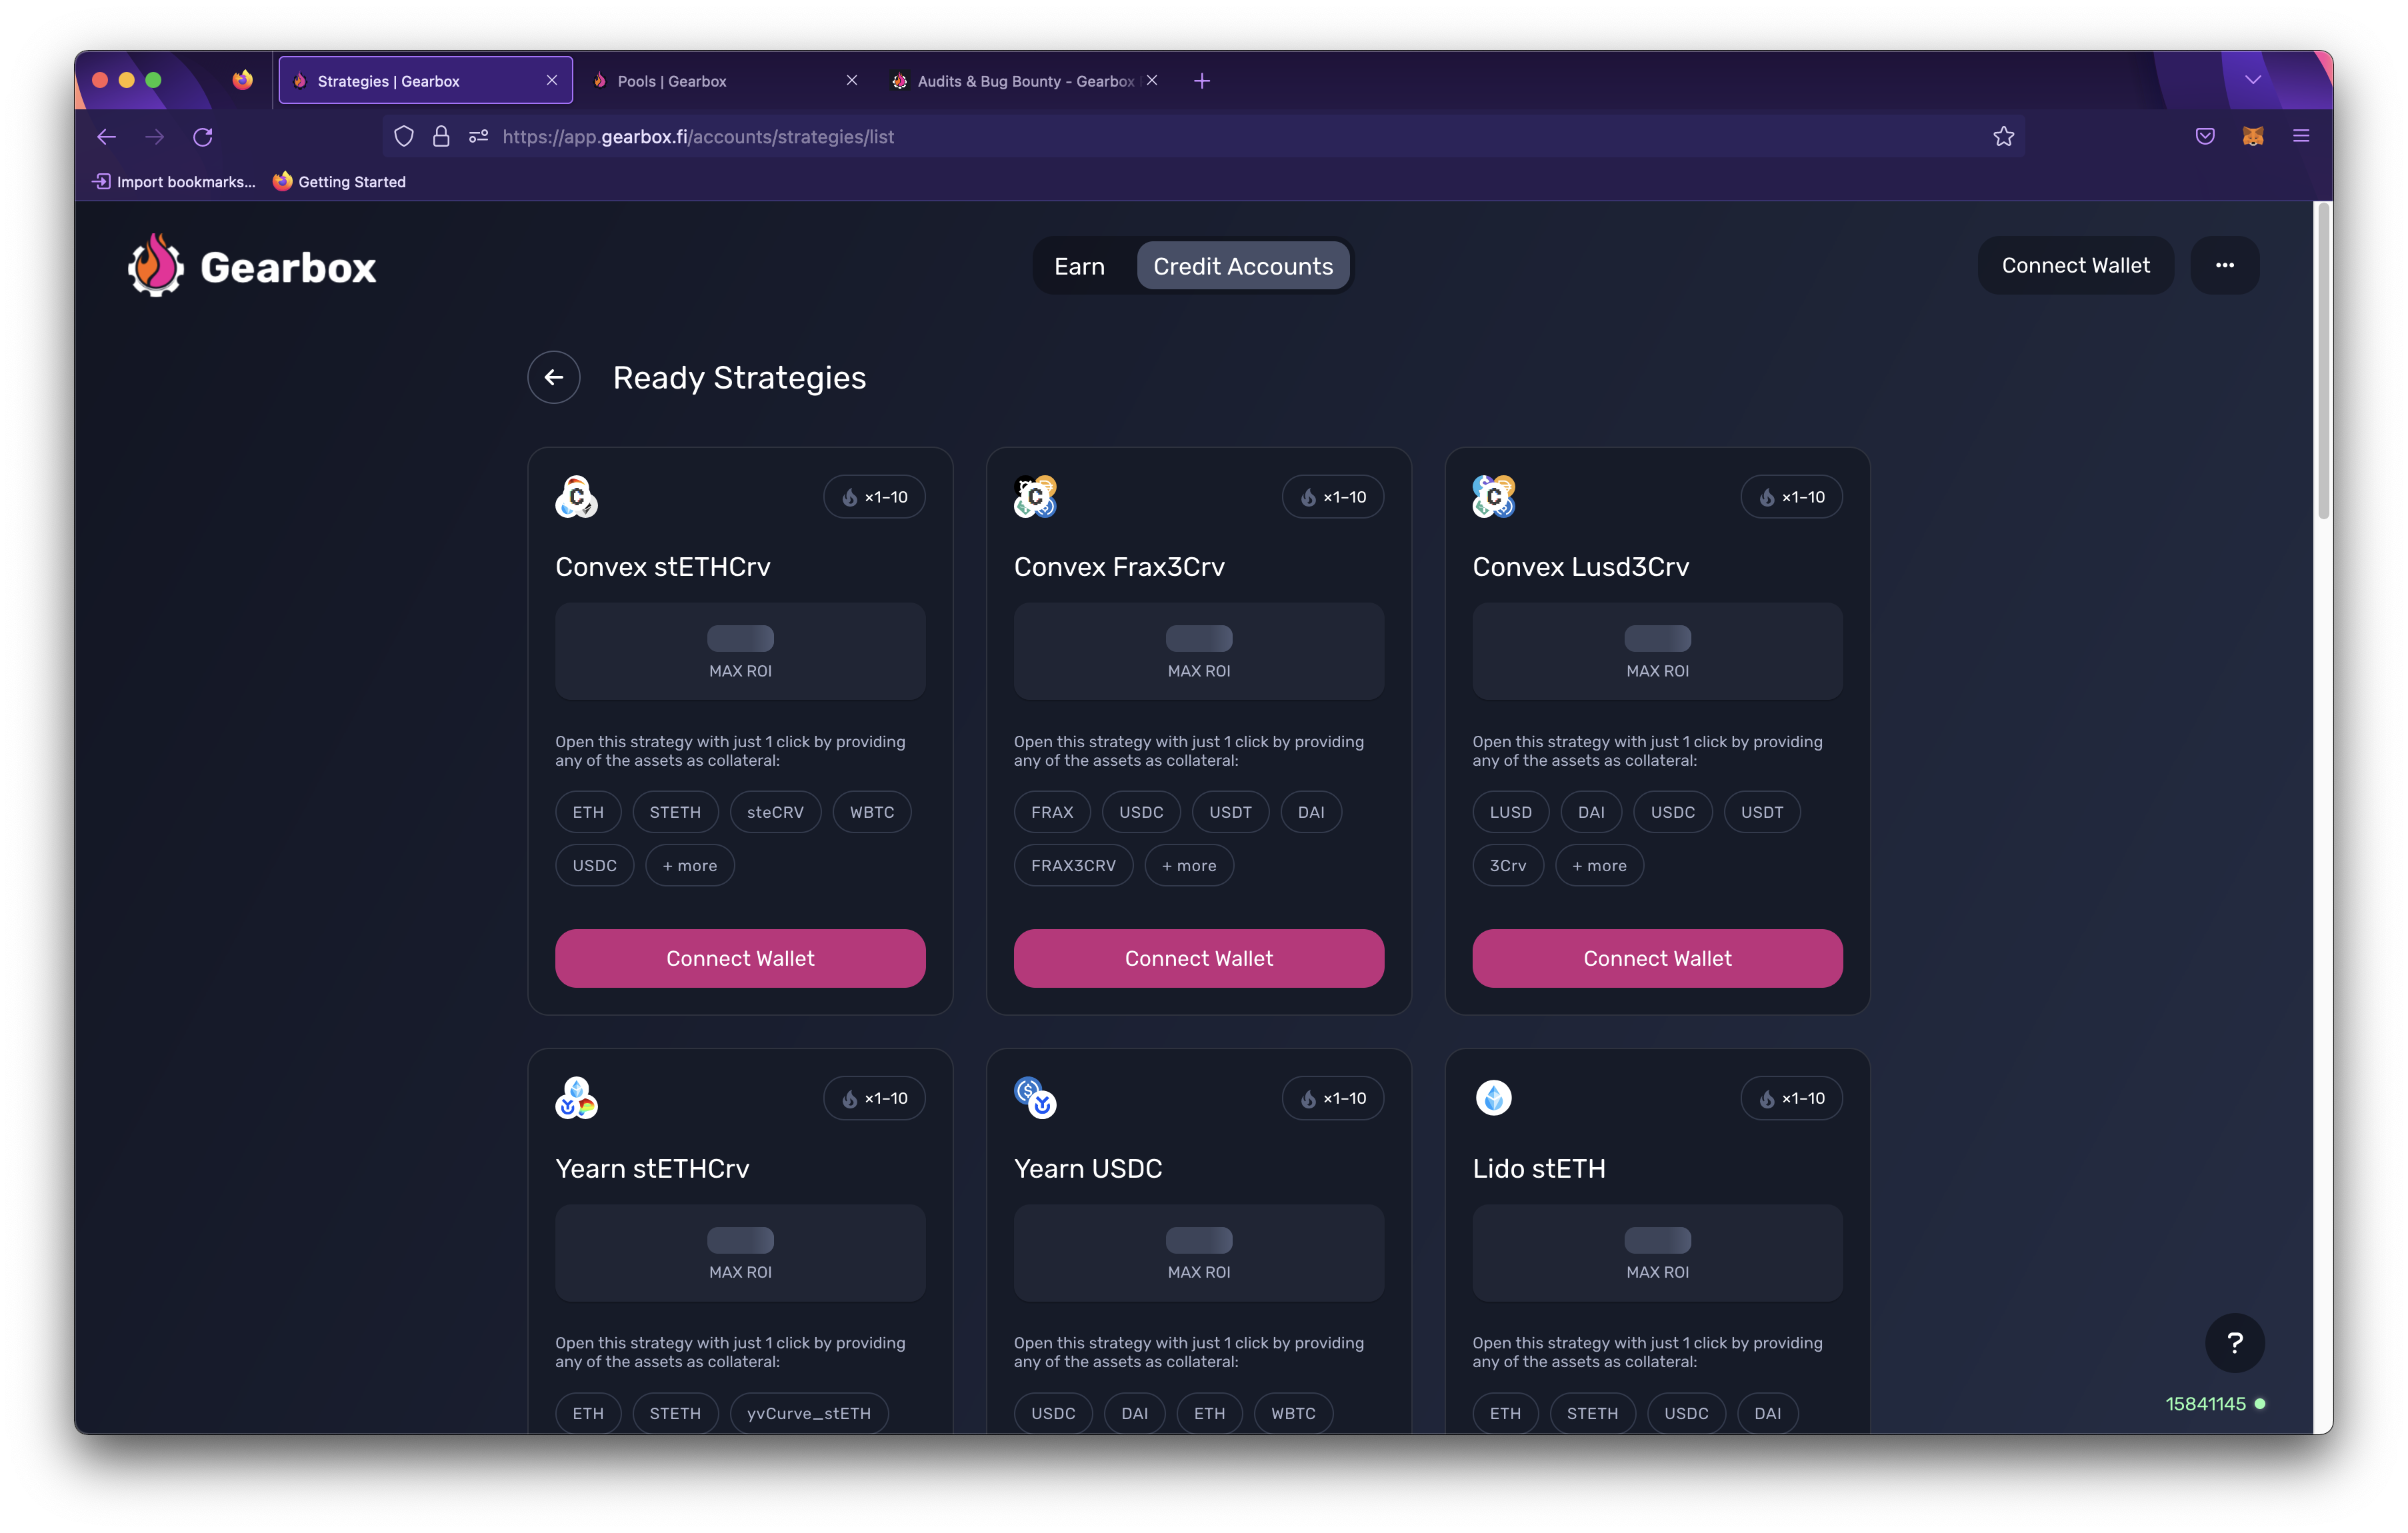 Strategies | Gearbox
Pools | Gearbox
Audits & Bug Bounty - Gearbox
https://app.gearbox.fi/accounts/strategies/list
Import bookmarks...
Getting Started
Gearbox
Earn
Credit Accounts
Connect Wallet
Ready Strategies
×1–10
×1–10
×1–10
Convex stETHCrv
Convex Frax3Crv
Convex Lusd3Crv
MAX ROI
MAX ROI
MAX ROI
Open this strategy with just 1 click by providing
any of the assets as collateral:
Open this strategy with just 1 click by providing
any of the assets as collateral:
Open this strategy with just 1 click by providing
any of the assets as collateral:
ETH STETH steCRV WBTC
USDC + more
FRAX USDC USDT DAI
FRAX3CRV + more
LUSD DAI USDC USDT
3Crv + more
Connect Wallet
Connect Wallet
Connect Wallet
×1–10
×1–10
×1–10
Yearn stETHCrv
Yearn USDC
Lido stETH
MAX ROI
MAX ROI
MAX ROI
Open this strategy with just 1 click by providing
any of the assets as collateral:
Open this strategy with just 1 click by providing
any of the assets as collateral:
Open this strategy with just 1 click by providing
any of the assets as collateral:
ETH STETH yvCurve_stETH
USDC DAI ETH WBTC
ETH STETH USDC DAI
?
15841145